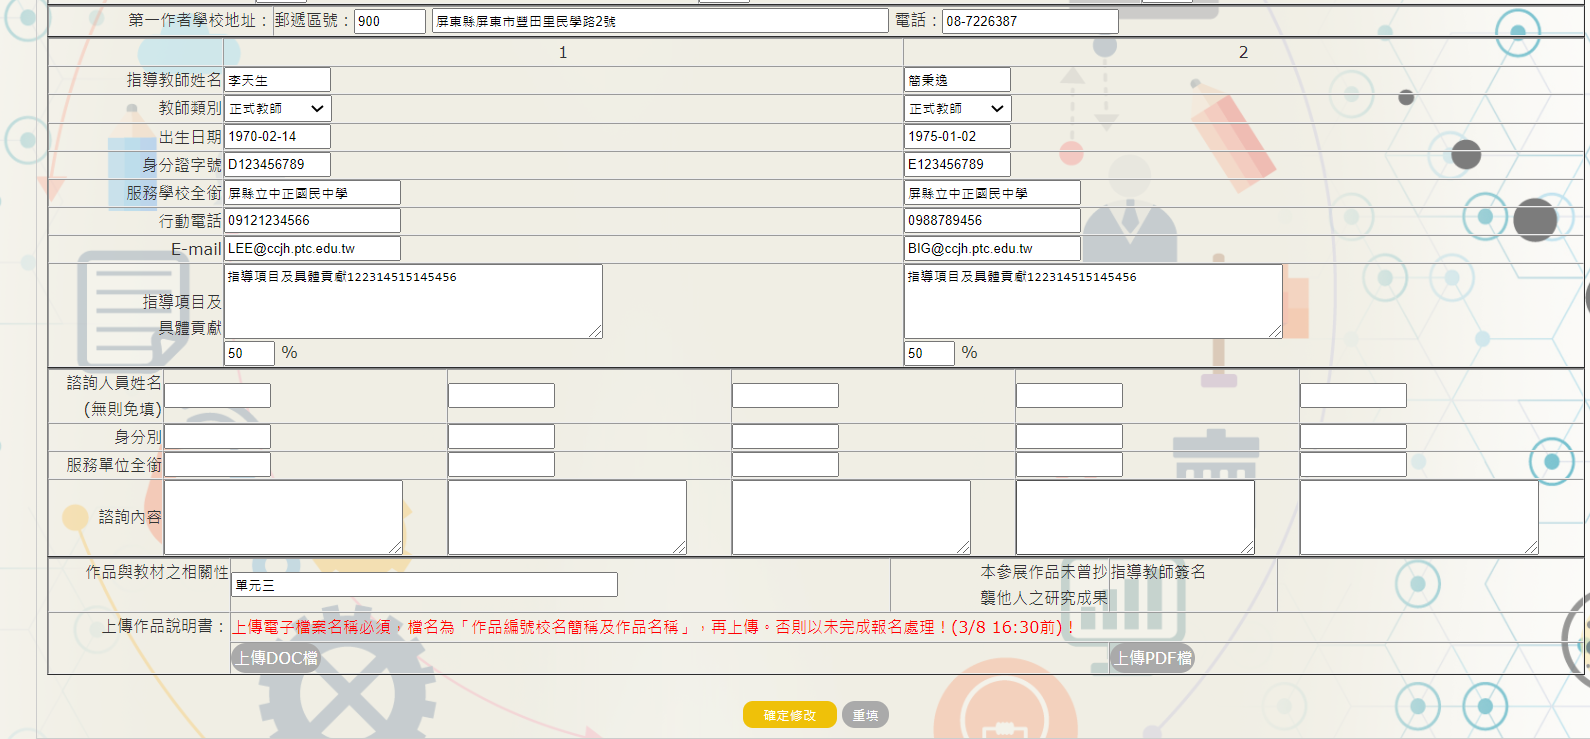 第一作者學校地址： 郵遞區號： 900 屏東縣屏東市豐田里民學路2號 電話： 08-7226387
1 2
指導教師姓名 李天生 簡秉逸
教師類別 正式教師 正式教師
出生日期 1970-02-14 1975-01-02
身分證字號 D123456789 E123456789
服務學校全銜 屏縣立中正國民中學 屏縣立中正國民中學
行動電話 09121234566 0988789456
E-mail LEE@ccjh.ptc.edu.tw BIG@ccjh.ptc.edu.tw
指導項目及具體貢獻122314515145456 指導項目及具體貢獻122314515145456
指導項目及
具體貢獻
50 % 50 %
諮詢人員姓名
(無則免填)
身分別
服務單位全銜
諮詢內容
作品與教材之相關性 單元三 本參展作品未曾抄 指導教師簽名
襲他人之研究成果
上傳作品說明書： 上傳電子檔案名稱必須，檔名為「作品編號校名簡稱及作品名稱」，再上傳。否則以未完成報名處理！(3/8 16:30前)！
上傳DOC檔 上傳PDF檔
確定修改 重填